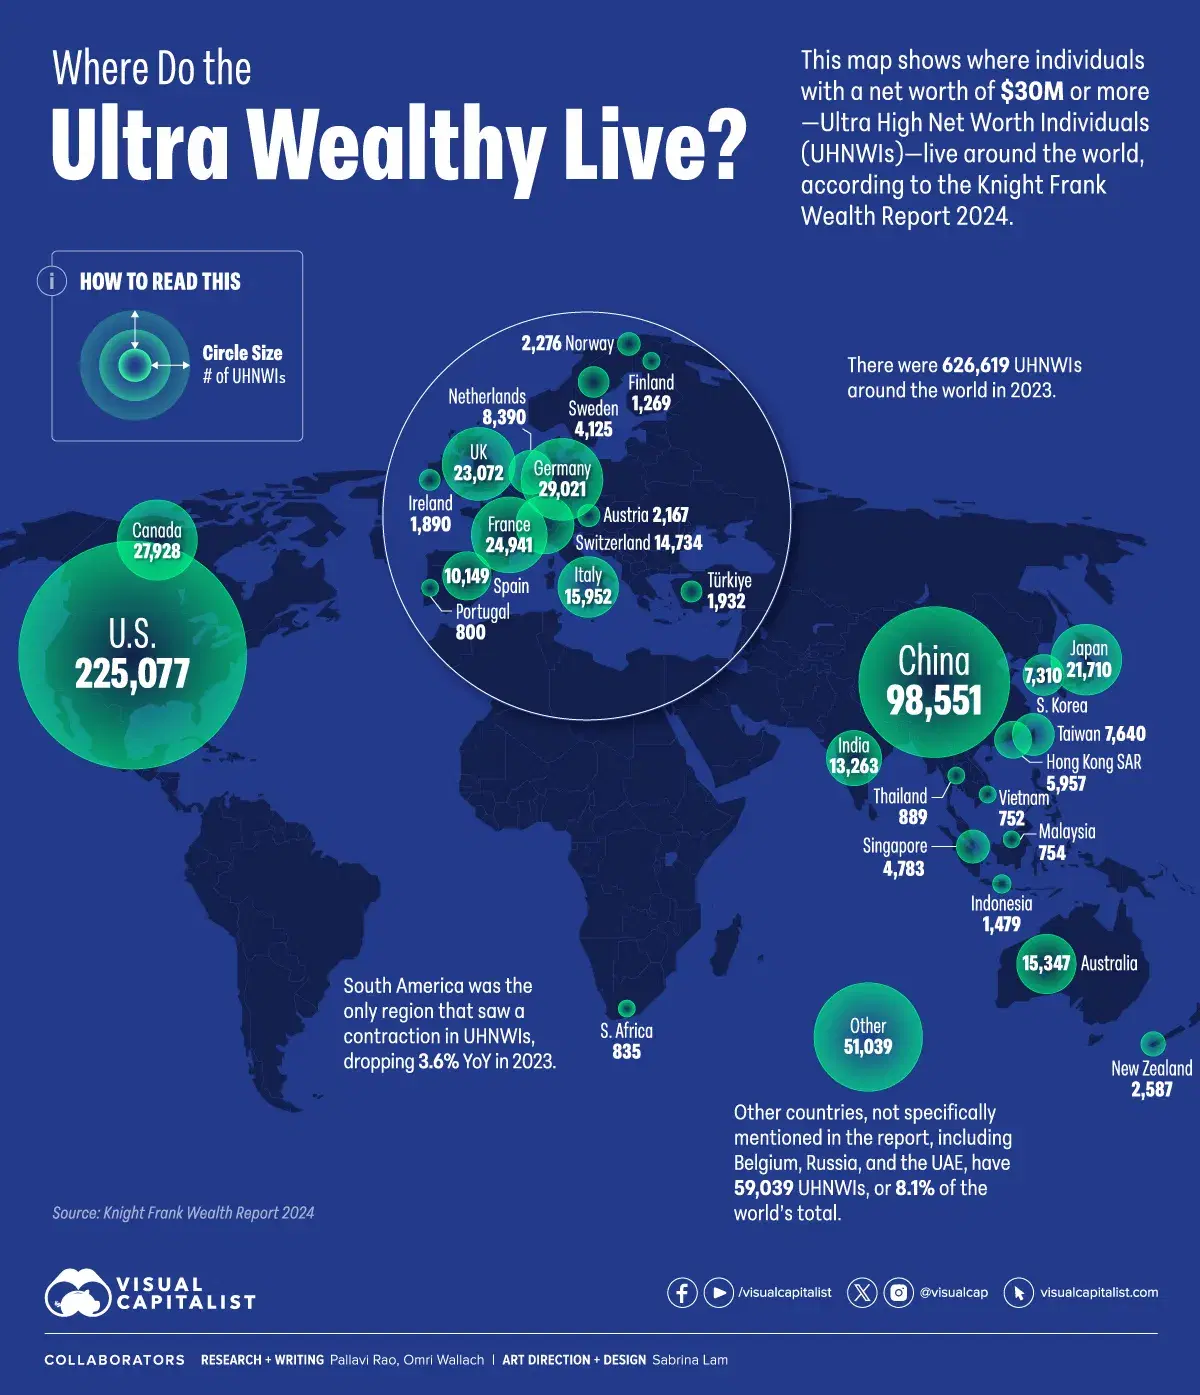 Where Do the
Ultra Wealthy Live?
This map shows where individuals
with a net worth of $30M or more
—Ultra High Net Worth Individuals
(UHNWIs)—live around the world,
according to the Knight Frank
Wealth Report 2024.
i
HOW TO READ THIS
Circle Size
# of UHNWIs
There were 626,619 UHNWIs
around the world in 2023.
2,276 Norway
Finland
1,269
Sweden
4,125
Netherlands
8,390
UK
23,072
Germany
29,021
Ireland
1,890
France
24,941
Austria 2,167
Switzerland 14,734
10,149
Spain
Italy
15,952
Türkiye
1,932
Portugal
800
Canada
27,928
U.S.
225,077
China
98,551
Japan
21,710
7,310
S. Korea
Taiwan 7,640
Hong Kong SAR
5,957
India
13,263
Thailand
889
Vietnam
752
Malaysia
754
Singapore
4,783
Indonesia
1,479
15,347 Australia
New Zealand
2,587
S. Africa
835
South America was the
only region that saw a
contraction in UHNWIs,
dropping 3.6% YoY in 2023.
Other
51,039
Other countries, not specifically
mentioned in the report, including
Belgium, Russia, and the UAE, have
59,039 UHNWIs, or 8.1% of the
world's total.
Source: Knight Frank Wealth Report 2024
VISUAL
CAPITALIST
/visualcapitalist
@visualcap
visualcapitalist.com
COLLABORATORS RESEARCH + WRITING Pallavi Rao, Omri Wallach | ART DIRECTION + DESIGN Sabrina Lam